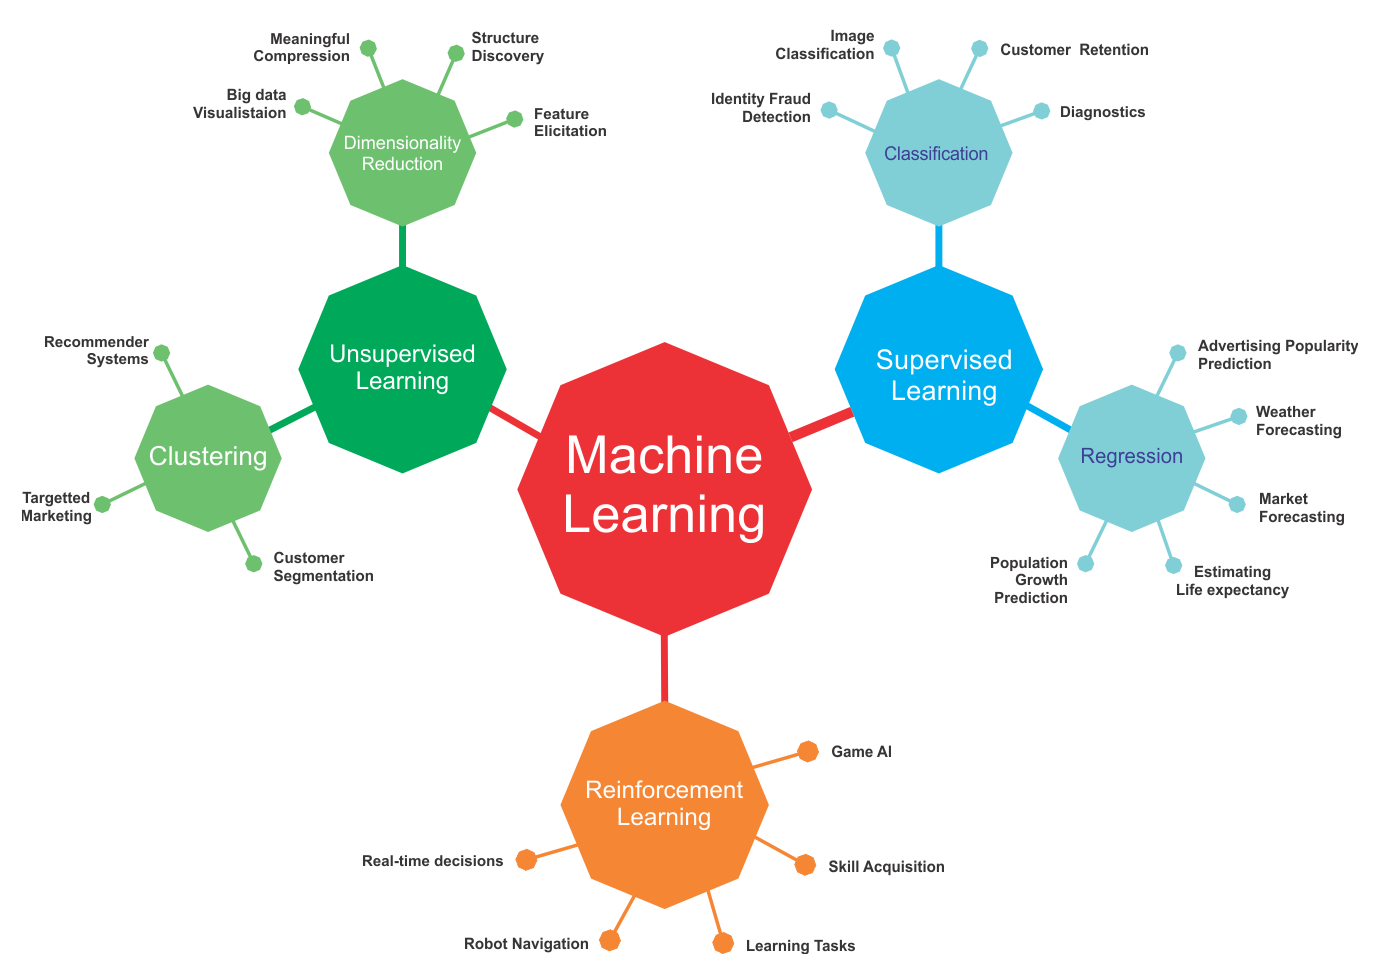 Meaningful
Compression
Structure
Discovery
Big data
Visualistaion
Feature
Elicitation
Dimensionality
Reduction
Image
Classification
Customer  Retention
Identity Fraud
Detection
Diagnostics
Classification
Unsupervised
Learning
Supervised
Learning
Recommender
Systems
Clustering
Targetted
Marketing
Customer
Segmentation
Machine
Learning
Advertising Popularity
Prediction
Weather
Forecasting
Regression
Market
Forecasting
Population
Growth
Prediction
Estimating
Life expectancy
Reinforcement
Learning
Game AI
Real-time decisions
Skill Acquisition
Robot Navigation
Learning Tasks